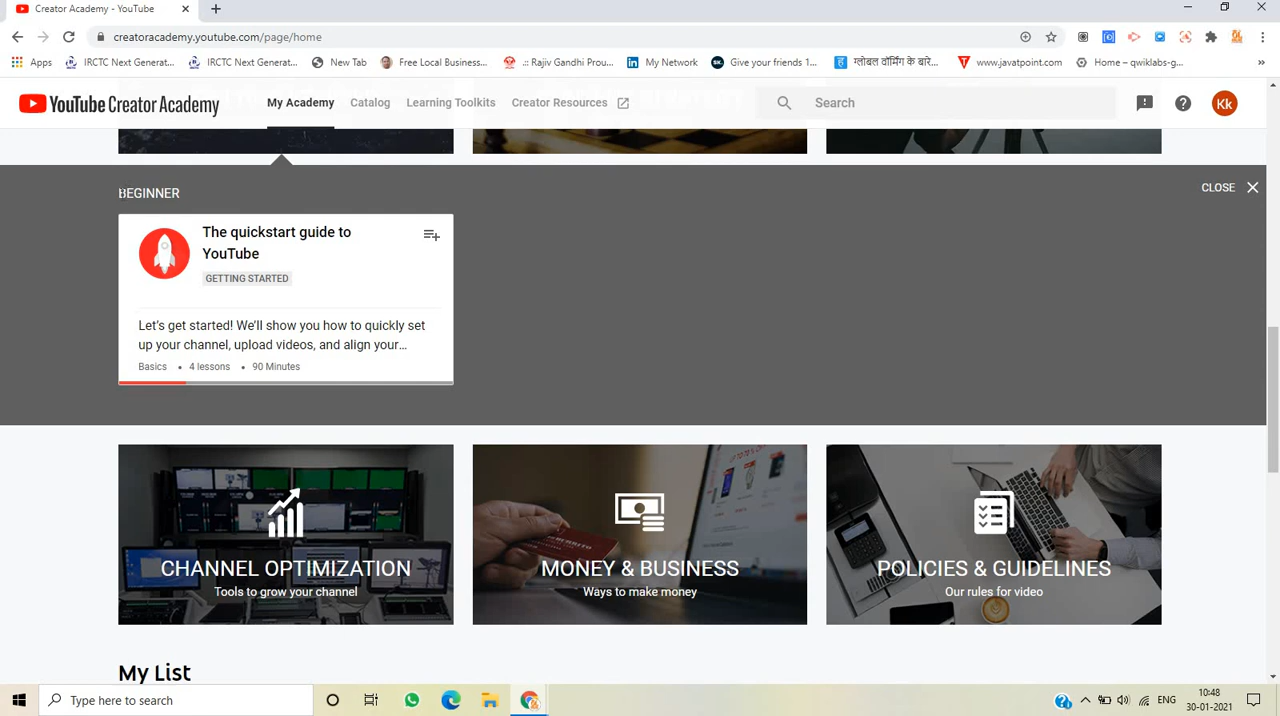 Creator Academy - YouTube
creatoracademy.youtube.com/page/home
Apps
IRCTC Next Generat...
IRCTC Next Generat...
New Tab
Free Local Business...
.:: Rajiv Gandhi Prou...
My Network
Give your friends 1...
ग्लोबल वॉर्मिंग के बारे...
www.javatpoint.com
Home – qwiklabs-g...
YouTube Creator Academy
My Academy
Catalog
Learning Toolkits
Creator Resources
Search
Kk
BEGINNER
CLOSE
The quickstart guide to
YouTube
GETTING STARTED
Let's get started! We'll show you how to quickly set
up your channel, upload videos, and align your...
Basics • 4 lessons • 90 Minutes
CHANNEL OPTIMIZATION
Tools to grow your channel
MONEY & BUSINESS
Ways to make money
POLICIES & GUIDELINES
Our rules for video
My List
Type here to search
ENG
10:48
30-01-2021